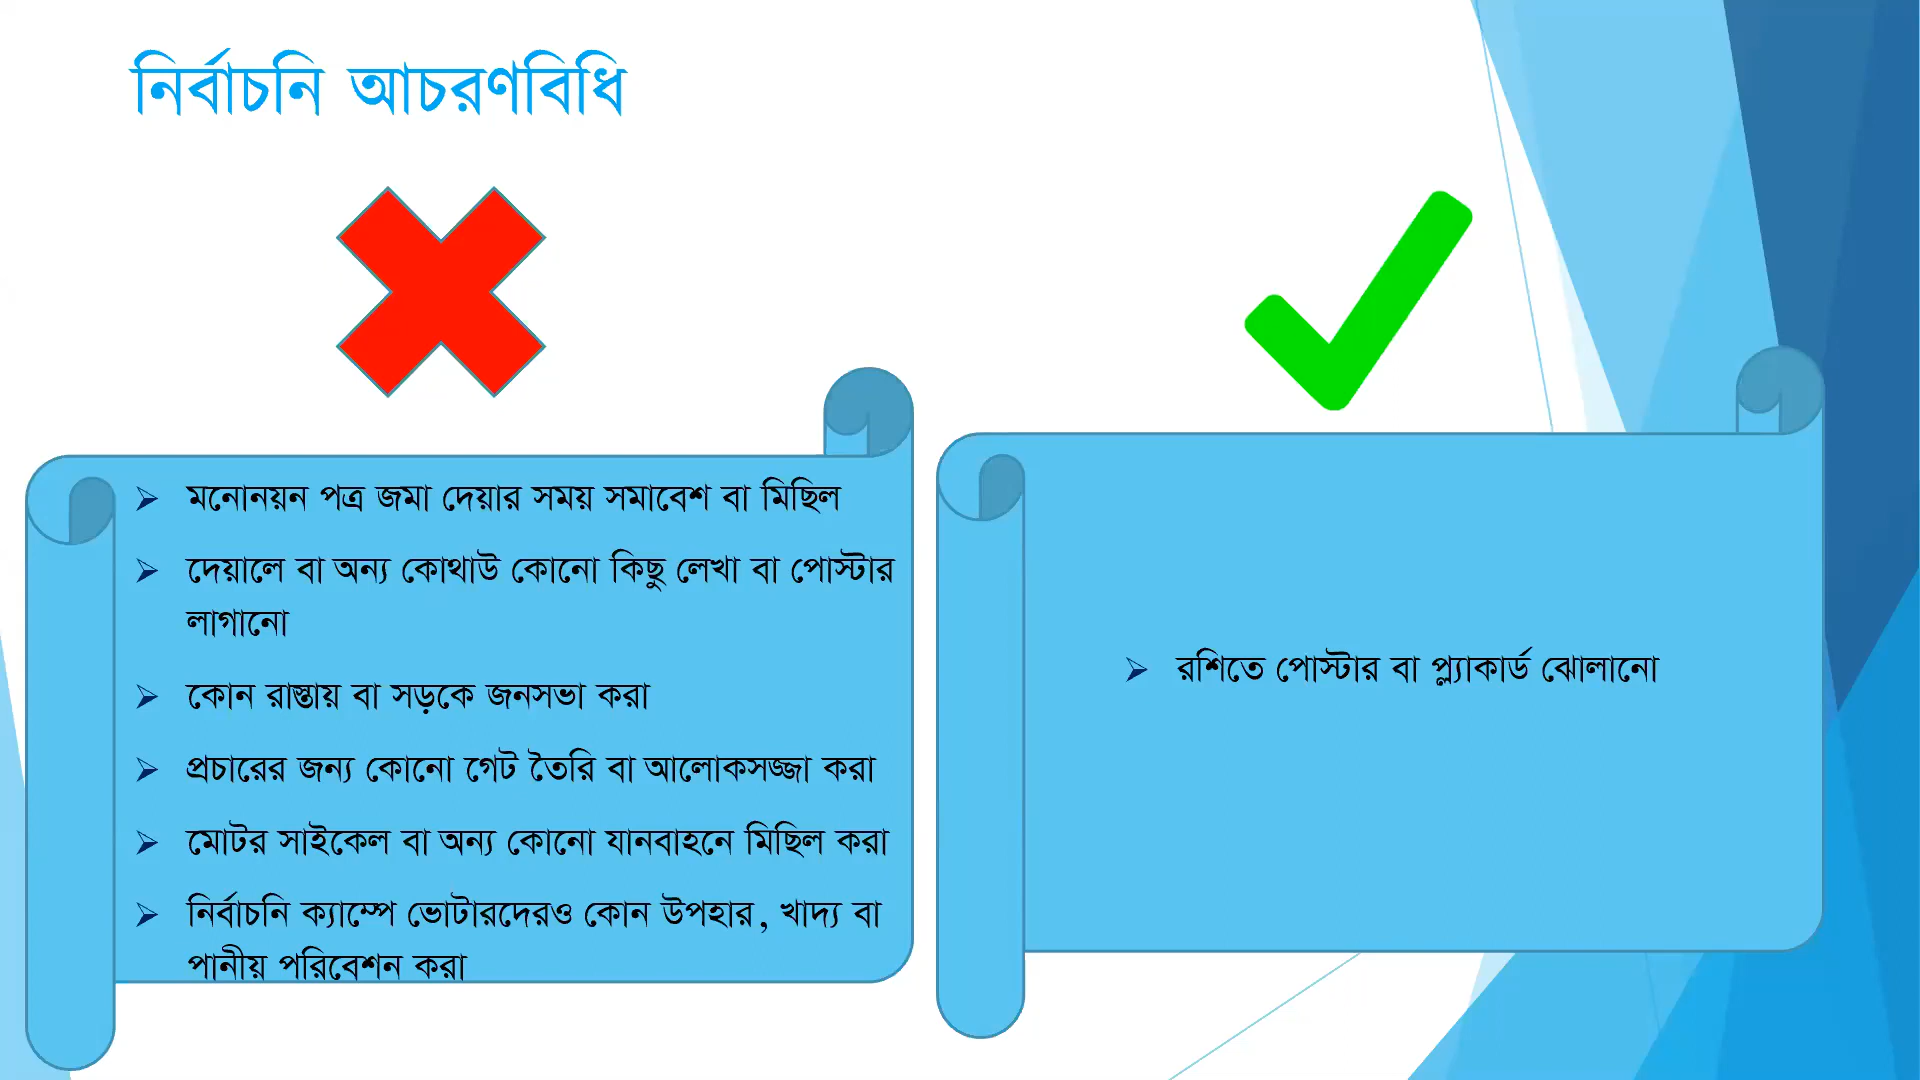 নির্বাচনি আচরণবিধি
মনোনয়ন পত্র জমা দেয়ার সময় সমাবেশ বা মিছিল
দেয়ালে বা অন্য কোথাউ কোনো কিছু লেখা বা পোস্টার
লাগানো
কোন রাস্তায় বা সড়কে জনসভা করা
প্রচারের জন্য কোনো গেট তৈরি বা আলোকসজ্জা করা
মোটর সাইকেল বা অন্য কোনো যানবাহনে মিছিল করা
নির্বাচনি ক্যাম্পে ভোটারদেরও কোন উপহার, খাদ্য বা
পানীয় পরিবেশন করা
রশিতে পোস্টার বা প্ল্যাকার্ড ঝোলানো